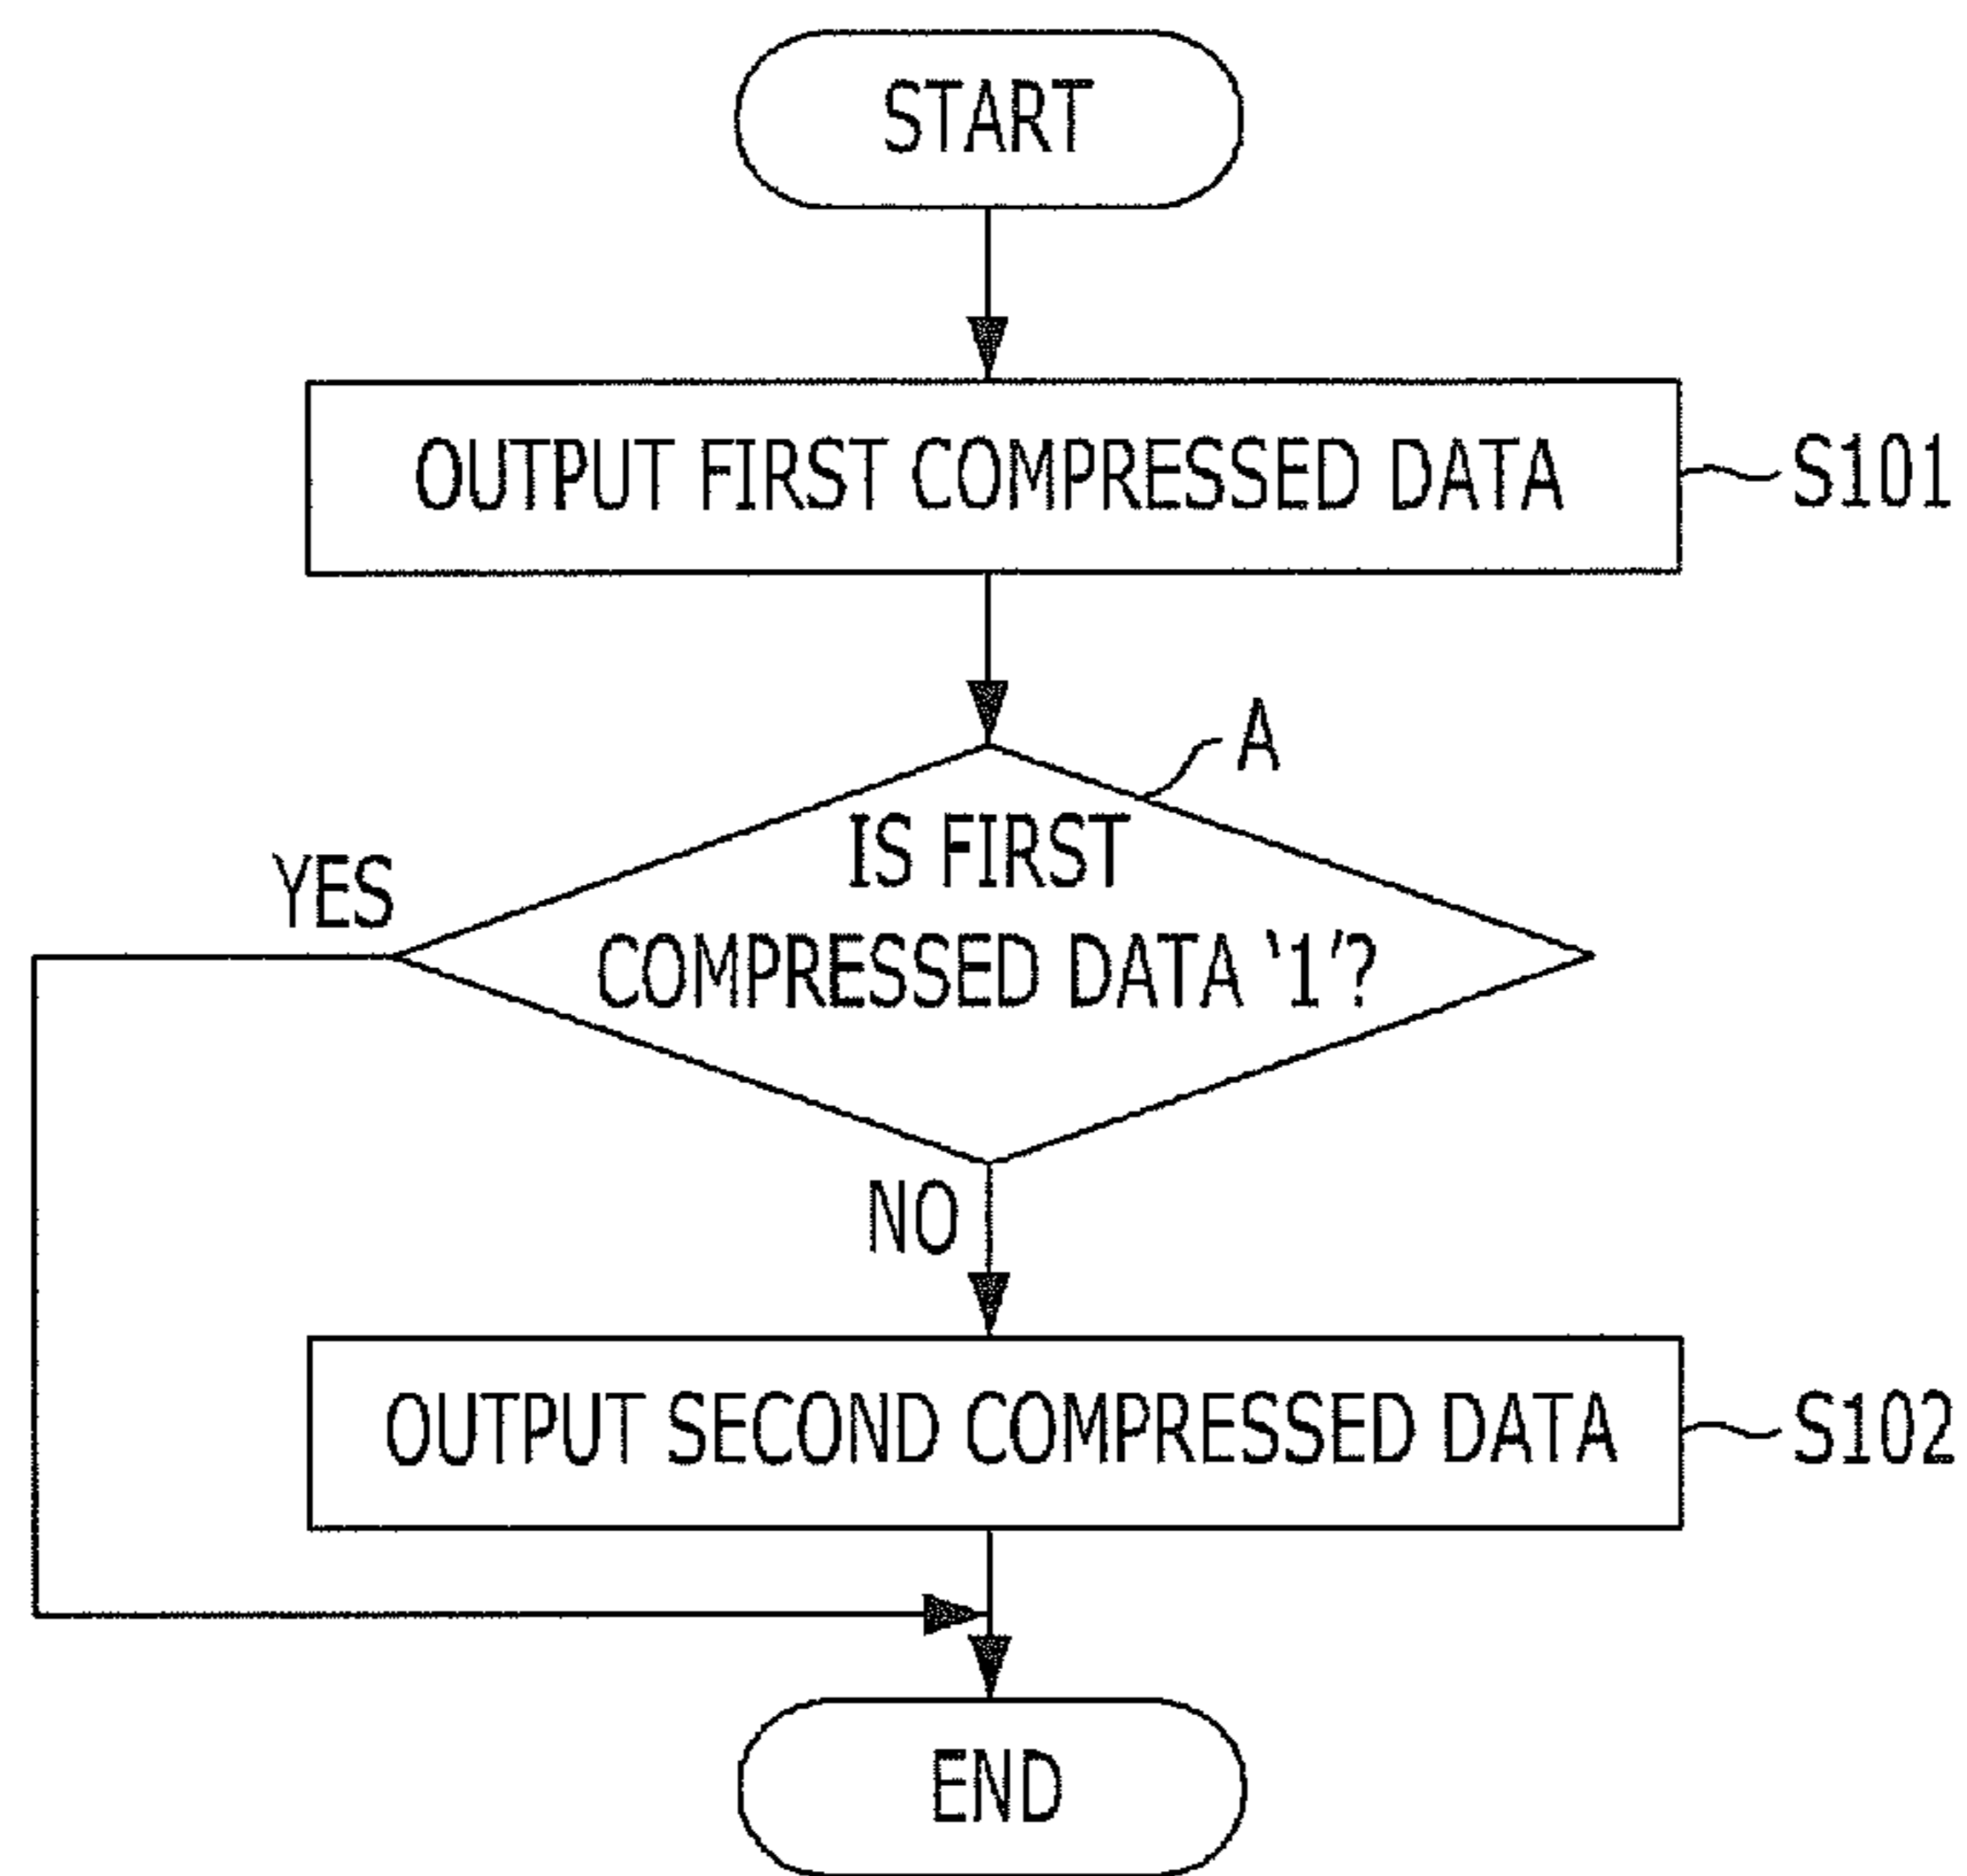 START
OUTPUT FIRST COMPRESSED DATA
S101
A
IS FIRST
COMPRESSED DATA ‘1’?
YES
NO
OUTPUT SECOND COMPRESSED DATA
S102
END